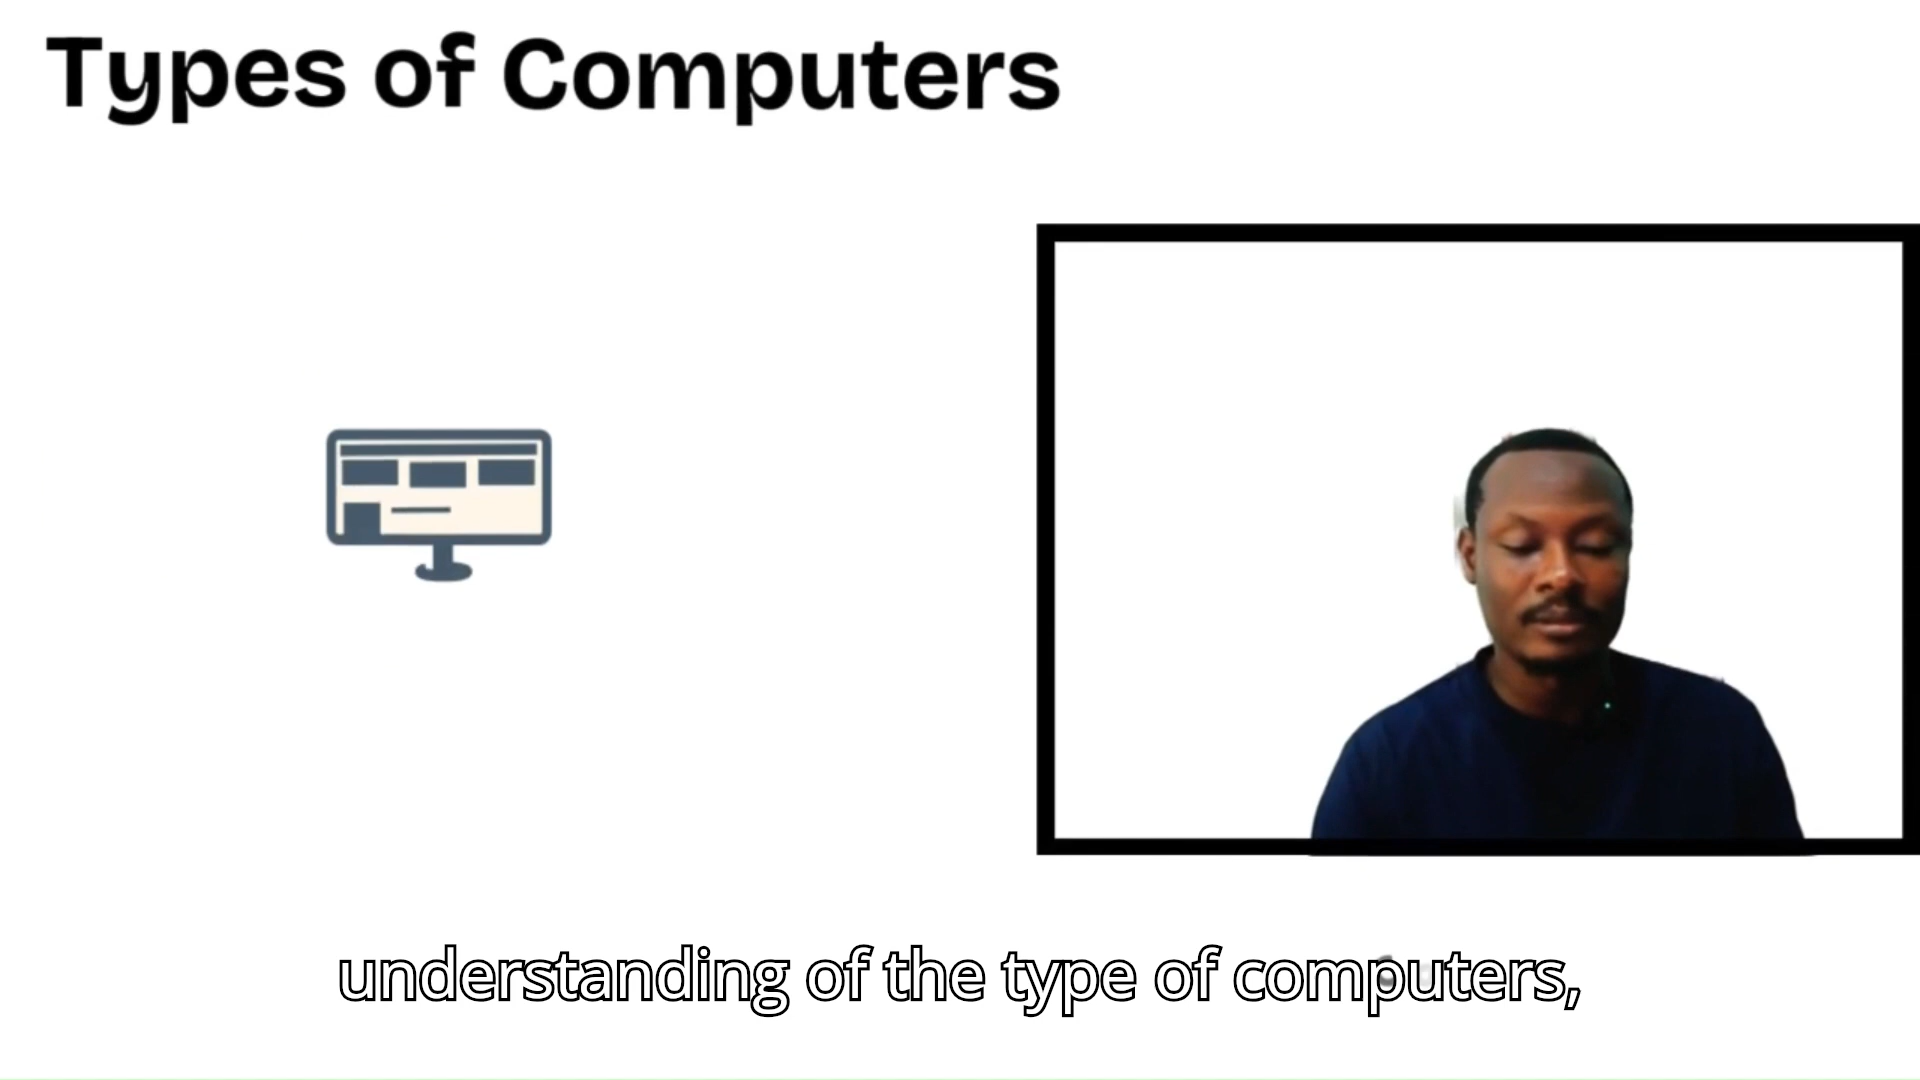 Types of Computers
understanding of the type of computers,